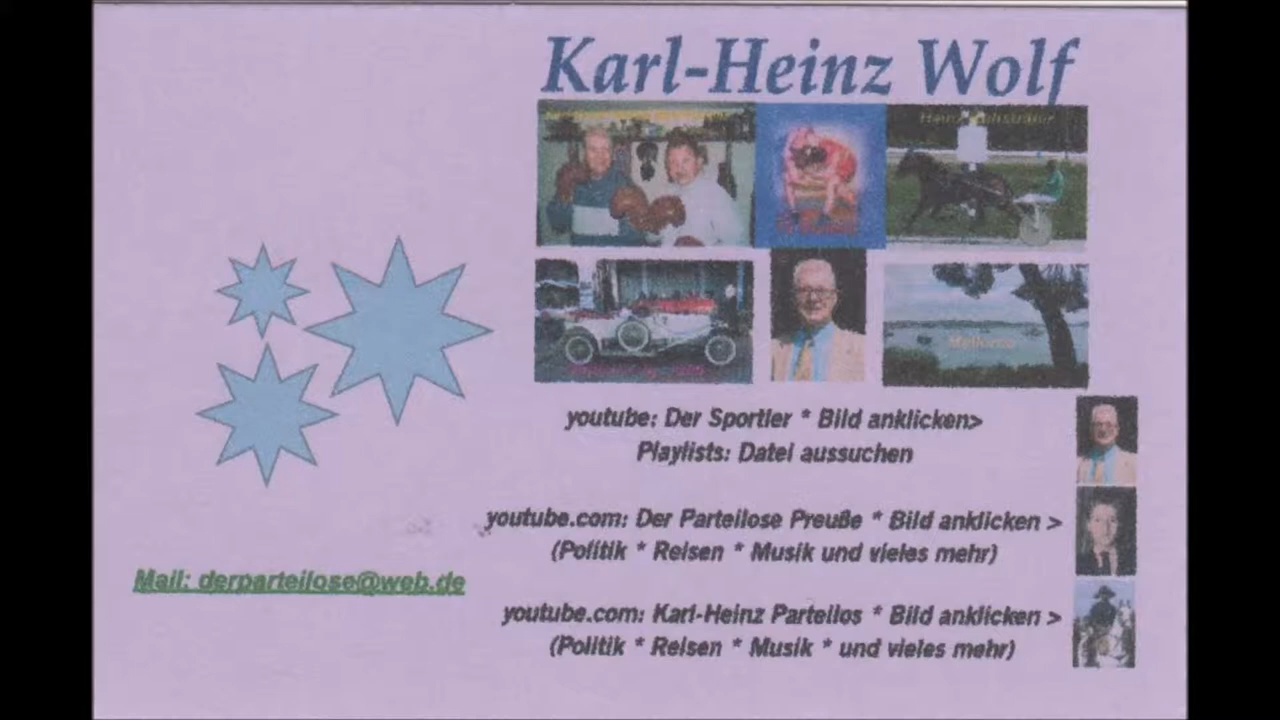 Karl-Heinz Wolf
Mallorca
youtube: Der Sportler * Bild anklicken>
Playlists: Datei aussuchen
youtube.com: Der Parteilose Preuße * Bild anklicken >
(Politik * Reisen * Musik und vieles mehr)
Mail: derparteilose@web.de
youtube.com: Karl-Heinz Parteilos * Bild anklicken >
(Politik * Reisen * Musik * und vieles mehr)